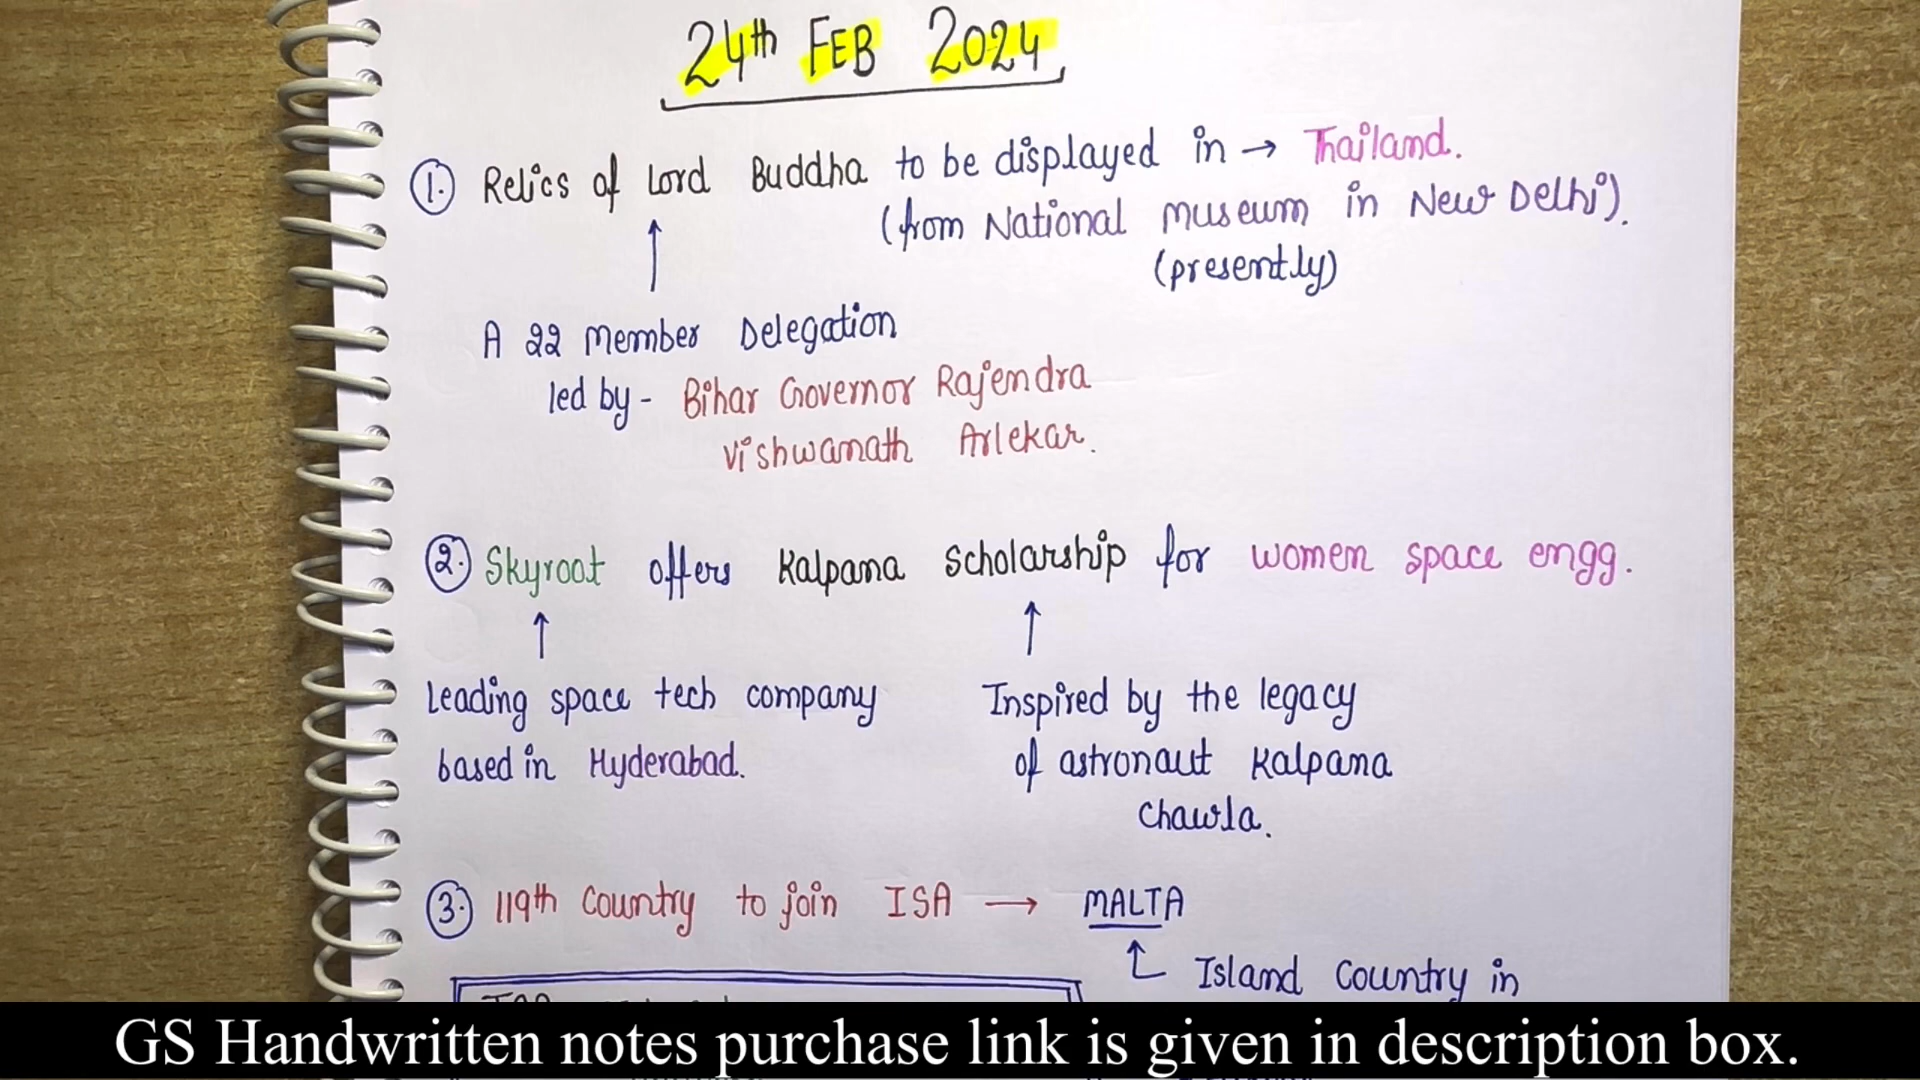 24th FEB 2024
1. Relics of Lord Buddha to be displayed in → Thailand.
(from National museum in New Delhi).
(presently)
A 22 Member Delegation
led by - Bihar Governor Rajendra
Vishwanath Arlekar.
2. Skyroot offers Kalpana Scholarship for women space engg.
Leading space tech company
based in Hyderabad.
Inspired by the legacy
of astronaut Kalpana
Chawla.
3. 119th Country to join ISA → MALTA
Island Country in
GS Handwritten notes purchase link is given in description box.